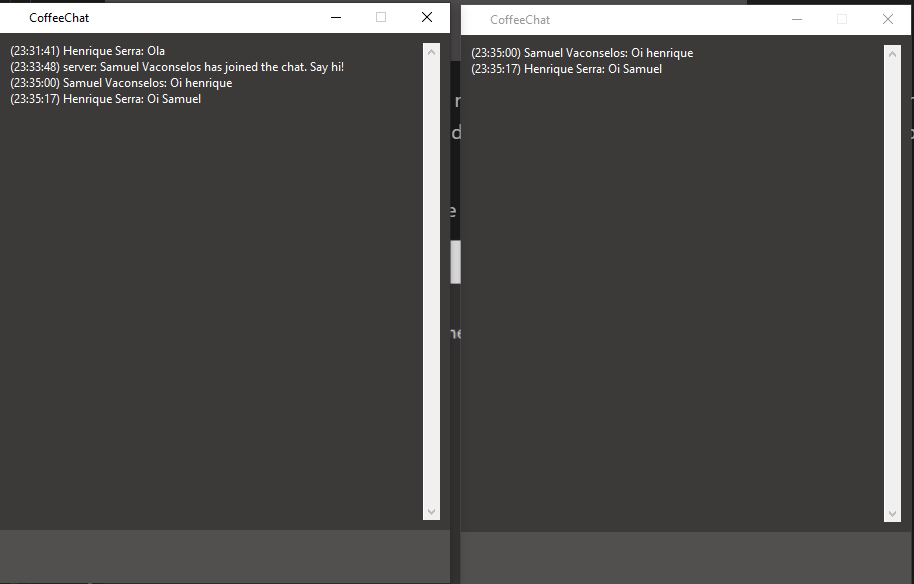 CoffeeChat
(23:31:41) Henrique Serra: Ola
(23:33:48) server: Samuel Vaconselos has joined the chat. Say hi!
(23:35:00) Samuel Vaconselos: Oi henrique
(23:35:17) Henrique Serra: Oi Samuel
CoffeeChat
(23:35:00) Samuel Vaconselos: Oi henrique
(23:35:17) Henrique Serra: Oi Samuel